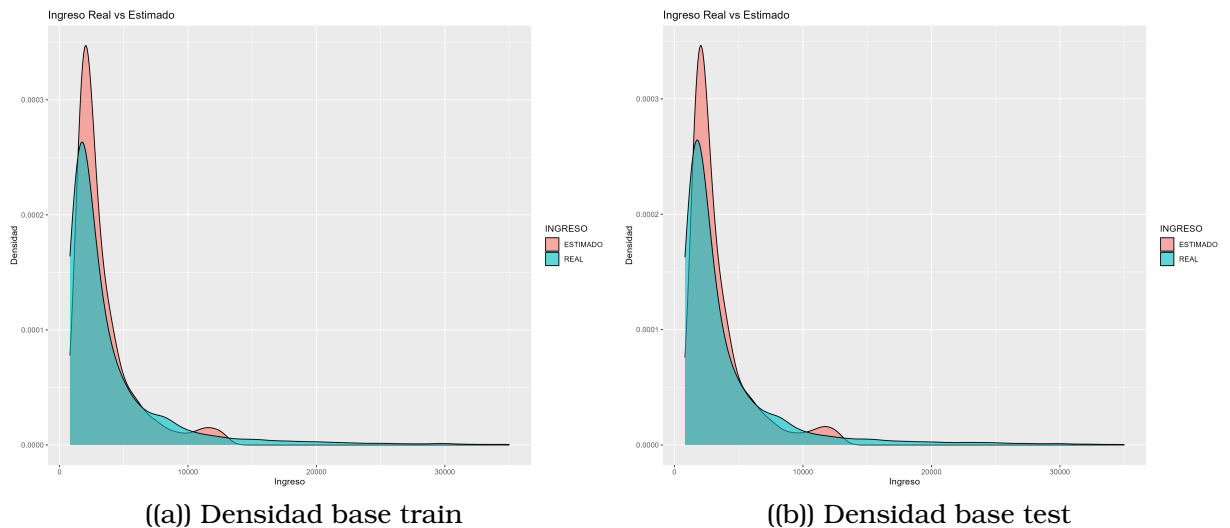 Ingreso Real vs Estimado
0.0003
0.0002
0.0001
0.0000
Densidad
0
10000
20000
30000
Ingreso
INGRESO
ESTIMADO
REAL
((a)) Densidad base train
Ingreso Real vs Estimado
0.0003
0.0002
0.0001
0.0000
Densidad
0
10000
20000
30000
Ingreso
INGRESO
ESTIMADO
REAL
((b)) Densidad base test